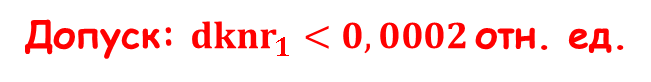 Допуск: dknr₁ < 0,0002 отн. ед.